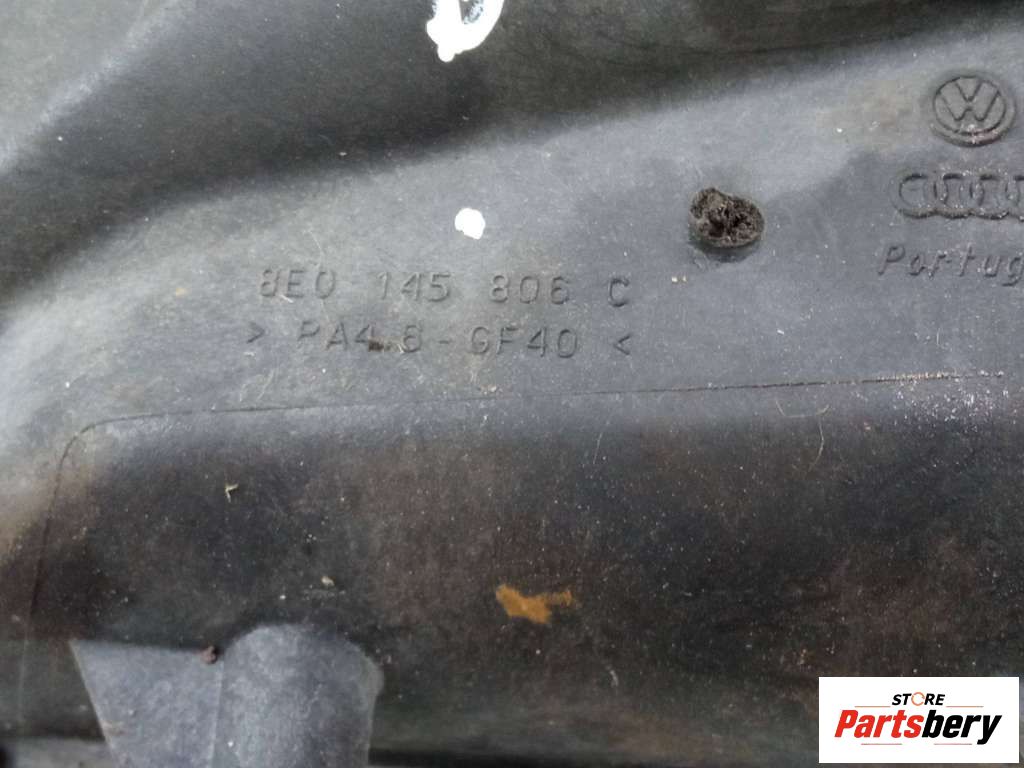 8E0 145 806 C
> PA4.6-GF40 <
Portug
STORE
Partsbery